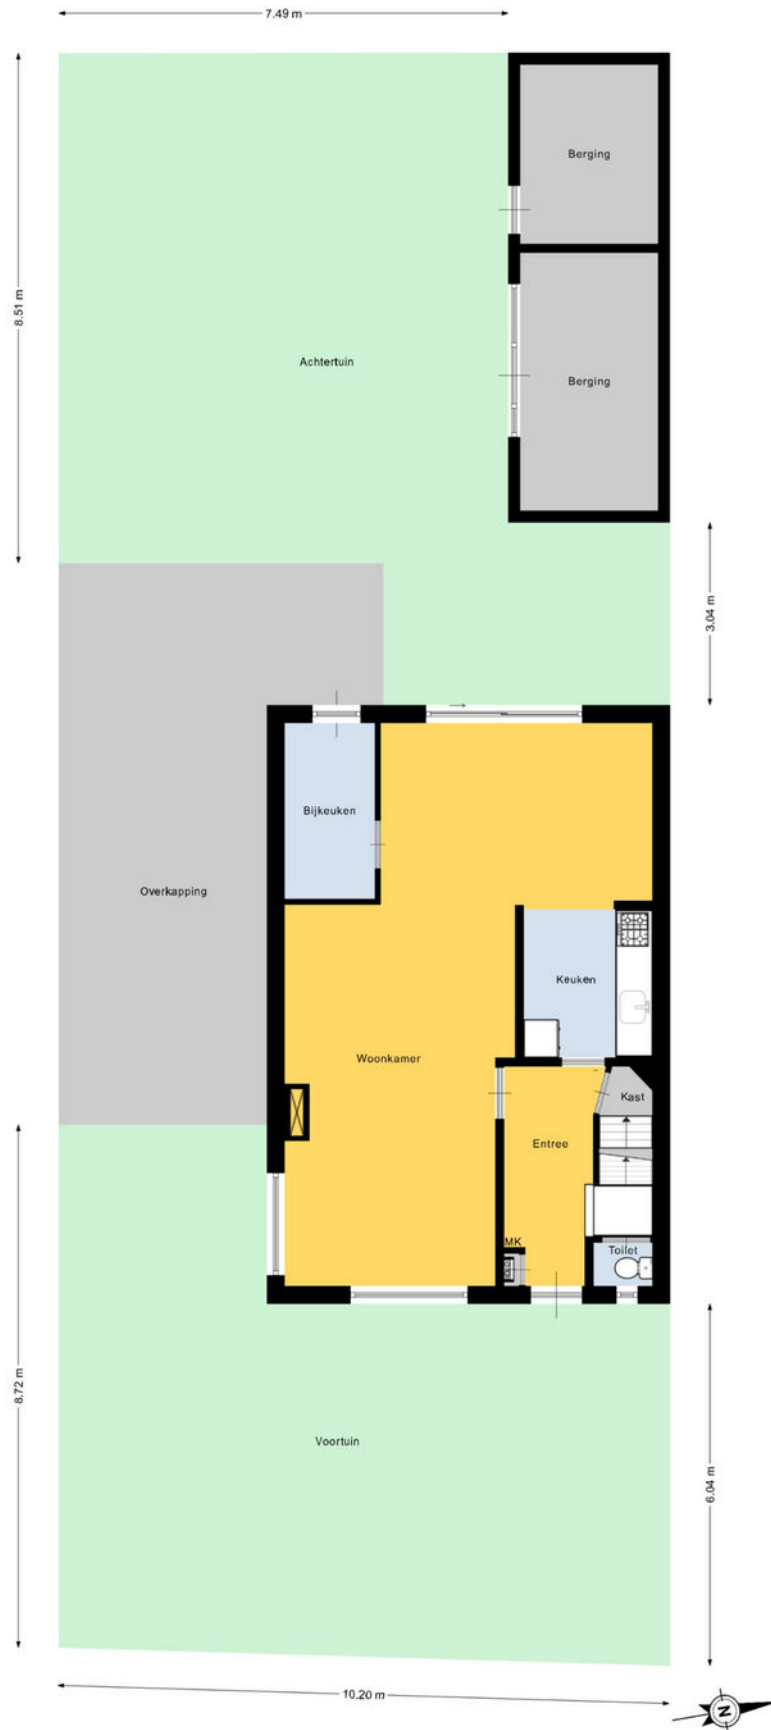 7.49 m
Berging
8.51 m
Achtertuin
Berging
3.04 m
Bijkeuken
Overkapping
Keuken
Woonkamer
Kast
Entree
MK
Toilet
8.72 m
Voortuin
6.04 m
10.20 m
N